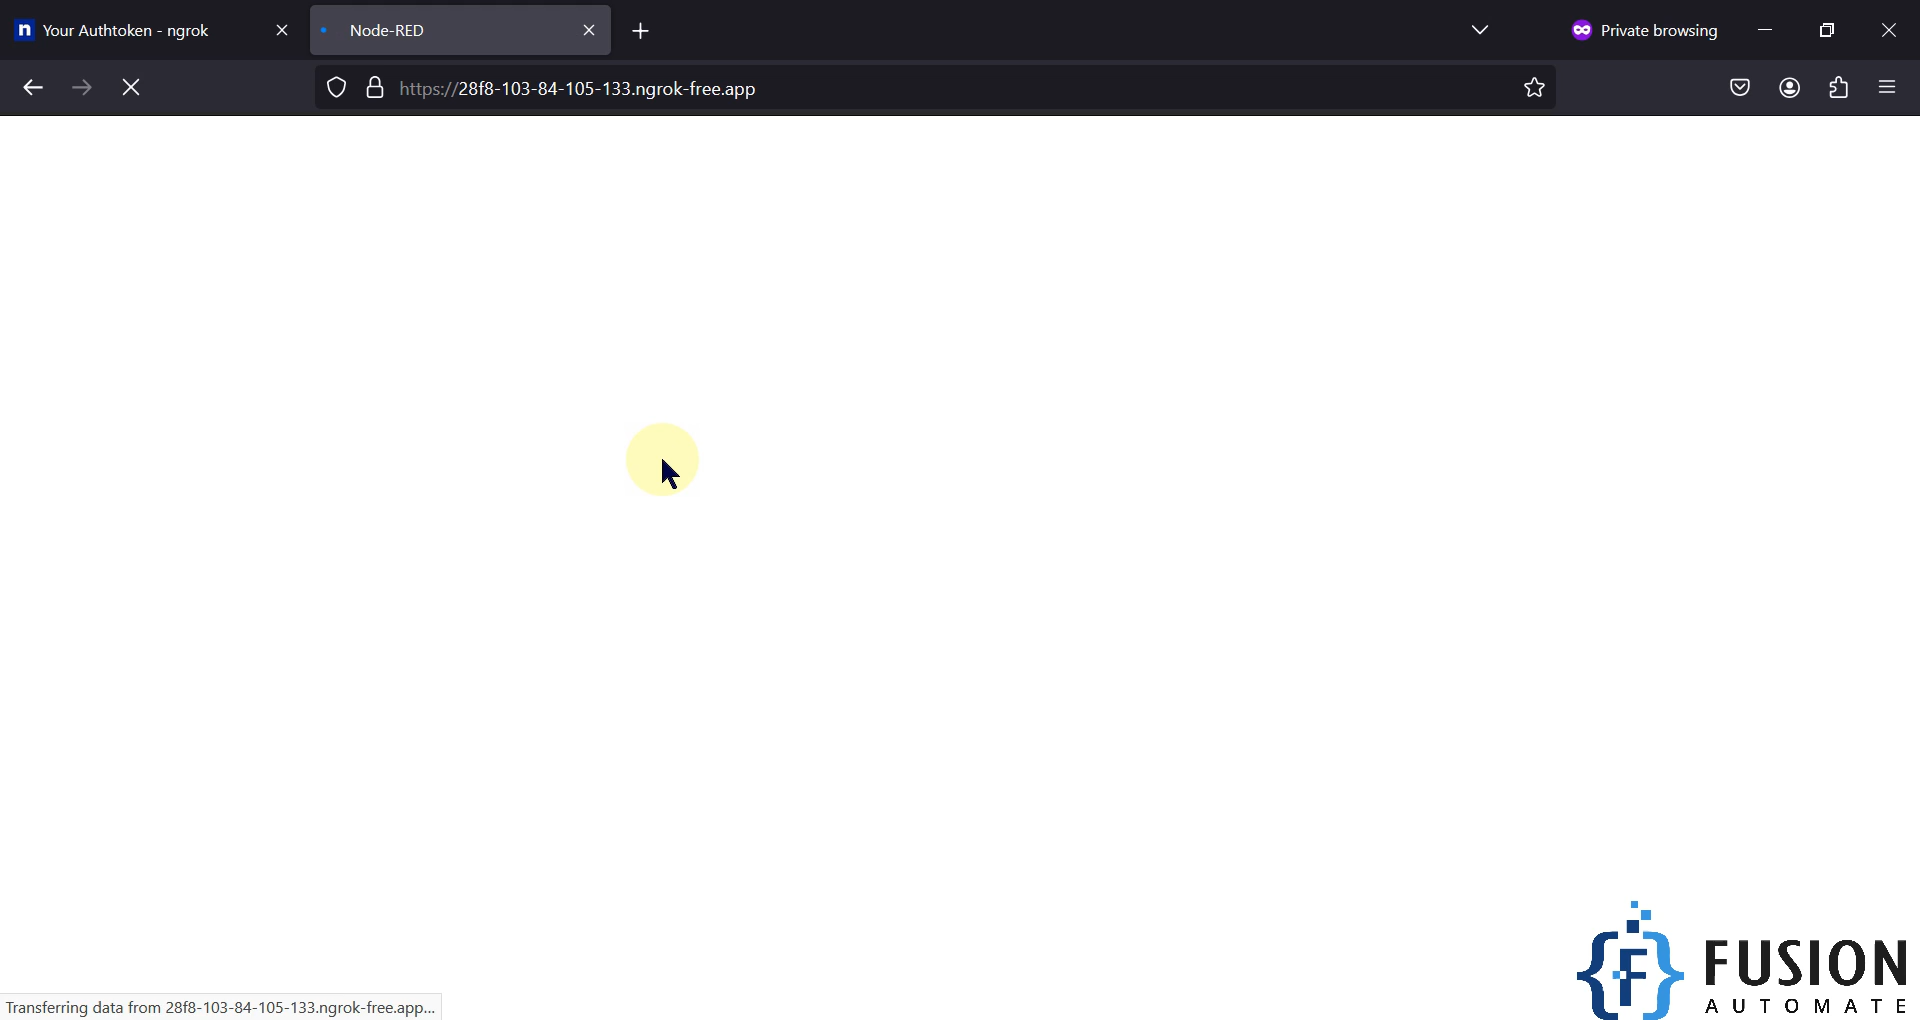 n Your Authtoken - ngrok
Node-RED
Private browsing
https://28f8-103-84-105-133.ngrok-free.app
{F} FUSION
AUTOMATE
Transferring data from 28f8-103-84-105-133.ngrok-free.app...